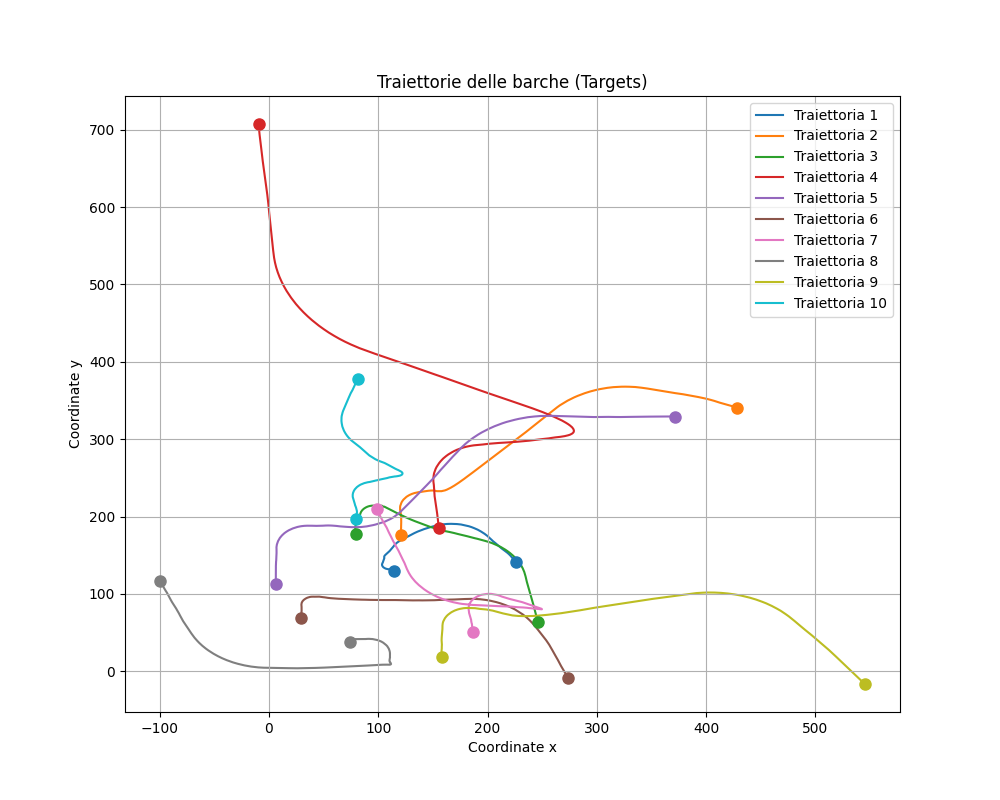 Traiettorie delle barche (Targets)
Traiettoria 1
Traiettoria 2
Traiettoria 3
Traiettoria 4
Traiettoria 5
Traiettoria 6
Traiettoria 7
Traiettoria 8
Traiettoria 9
Traiettoria 10
Coordinate y
700
600
500
400
300
200
100
0
−100 0 100 200 300 400 500
Coordinate x